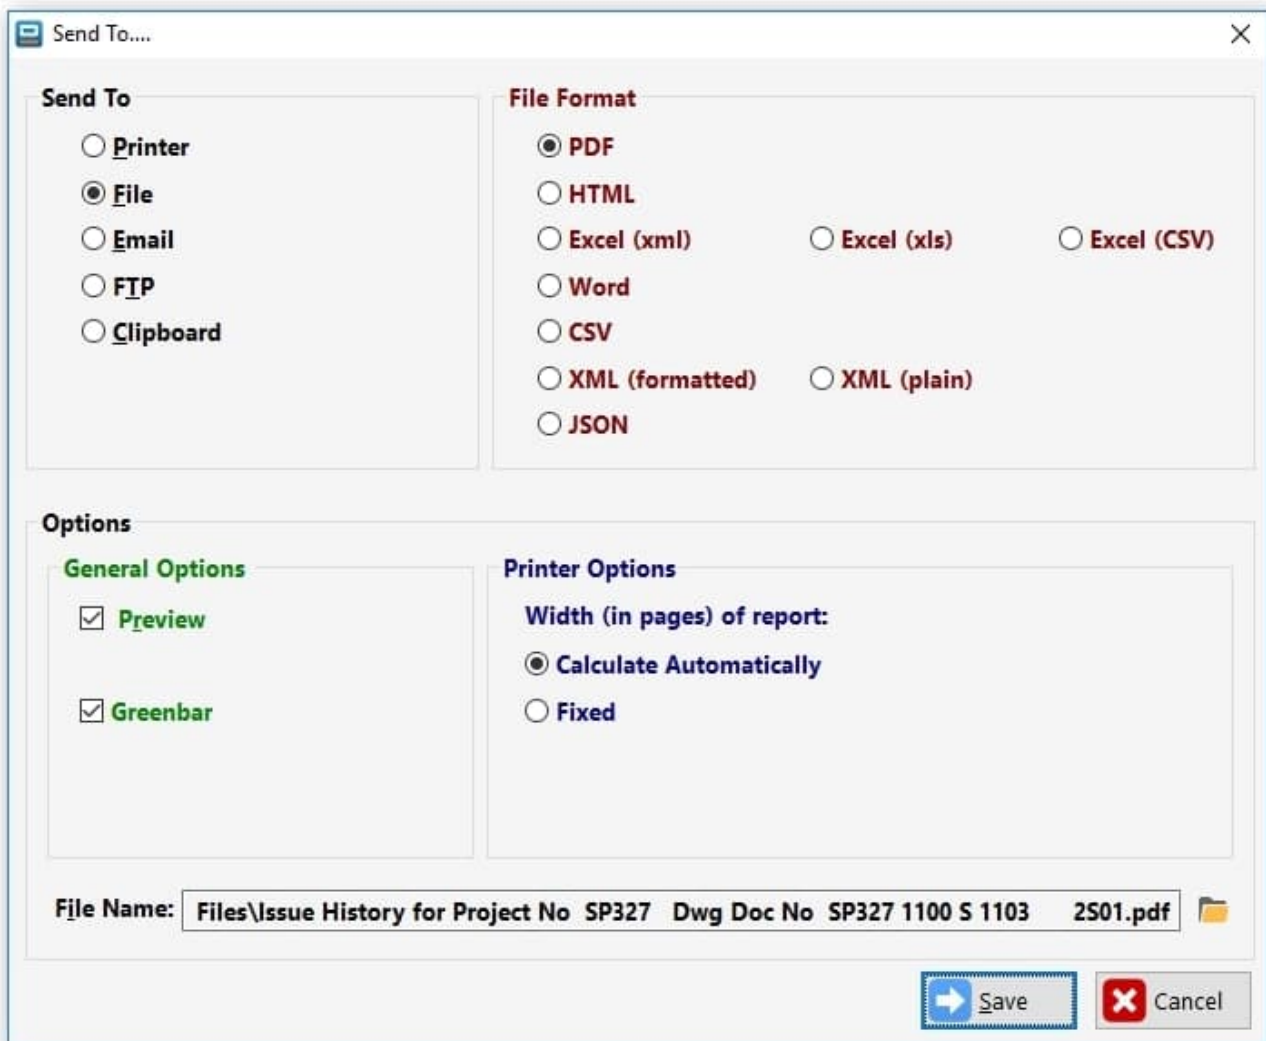 Send To....
Send To
Printer
File
Email
FTP
Clipboard
File Format
PDF
HTML
Excel (xml) Excel (xls) Excel (CSV)
Word
CSV
XML (formatted) XML (plain)
JSON
Options
General Options
Preview
Greenbar
Printer Options
Width (in pages) of report:
Calculate Automatically
Fixed
File Name: Files\Issue History for Project No SP327 Dwg Doc No SP327 1100 S 1103 2S01.pdf
Save Cancel